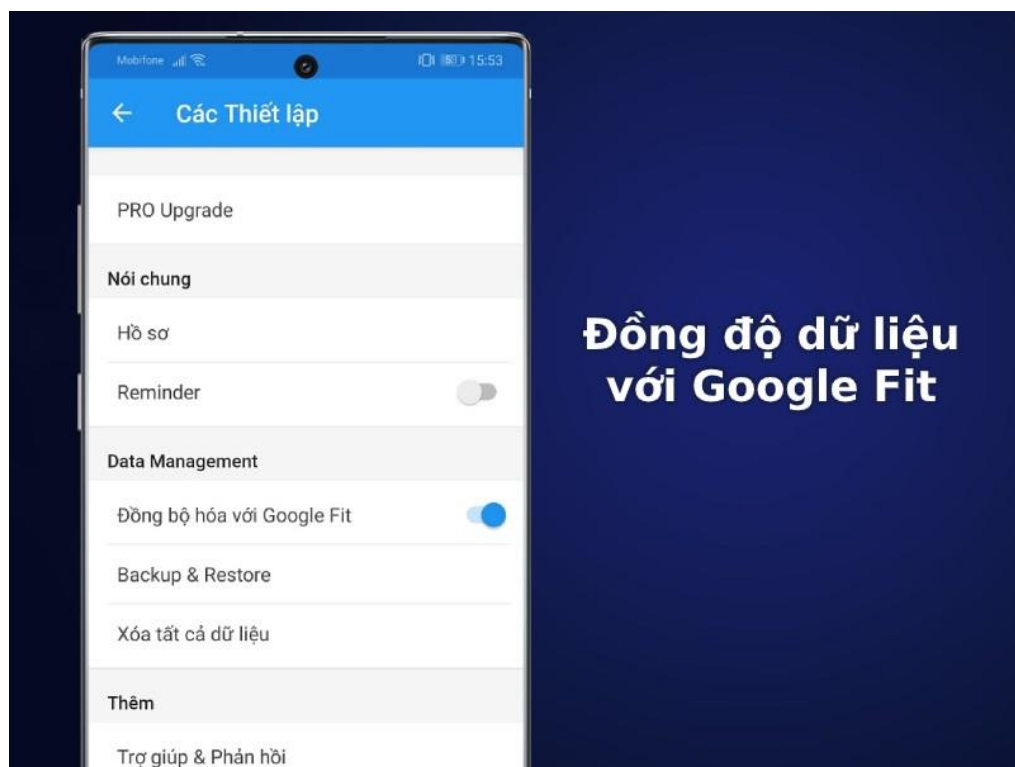 Mobifone 15:53
Các Thiết lập
PRO Upgrade
Nói chung
Hồ sơ
Reminder
Data Management
Đồng bộ hóa với Google Fit
Backup & Restore
Xóa tất cả dữ liệu
Thêm
Trợ giúp & Phản hồi
Đồng độ dữ liệu
với Google Fit